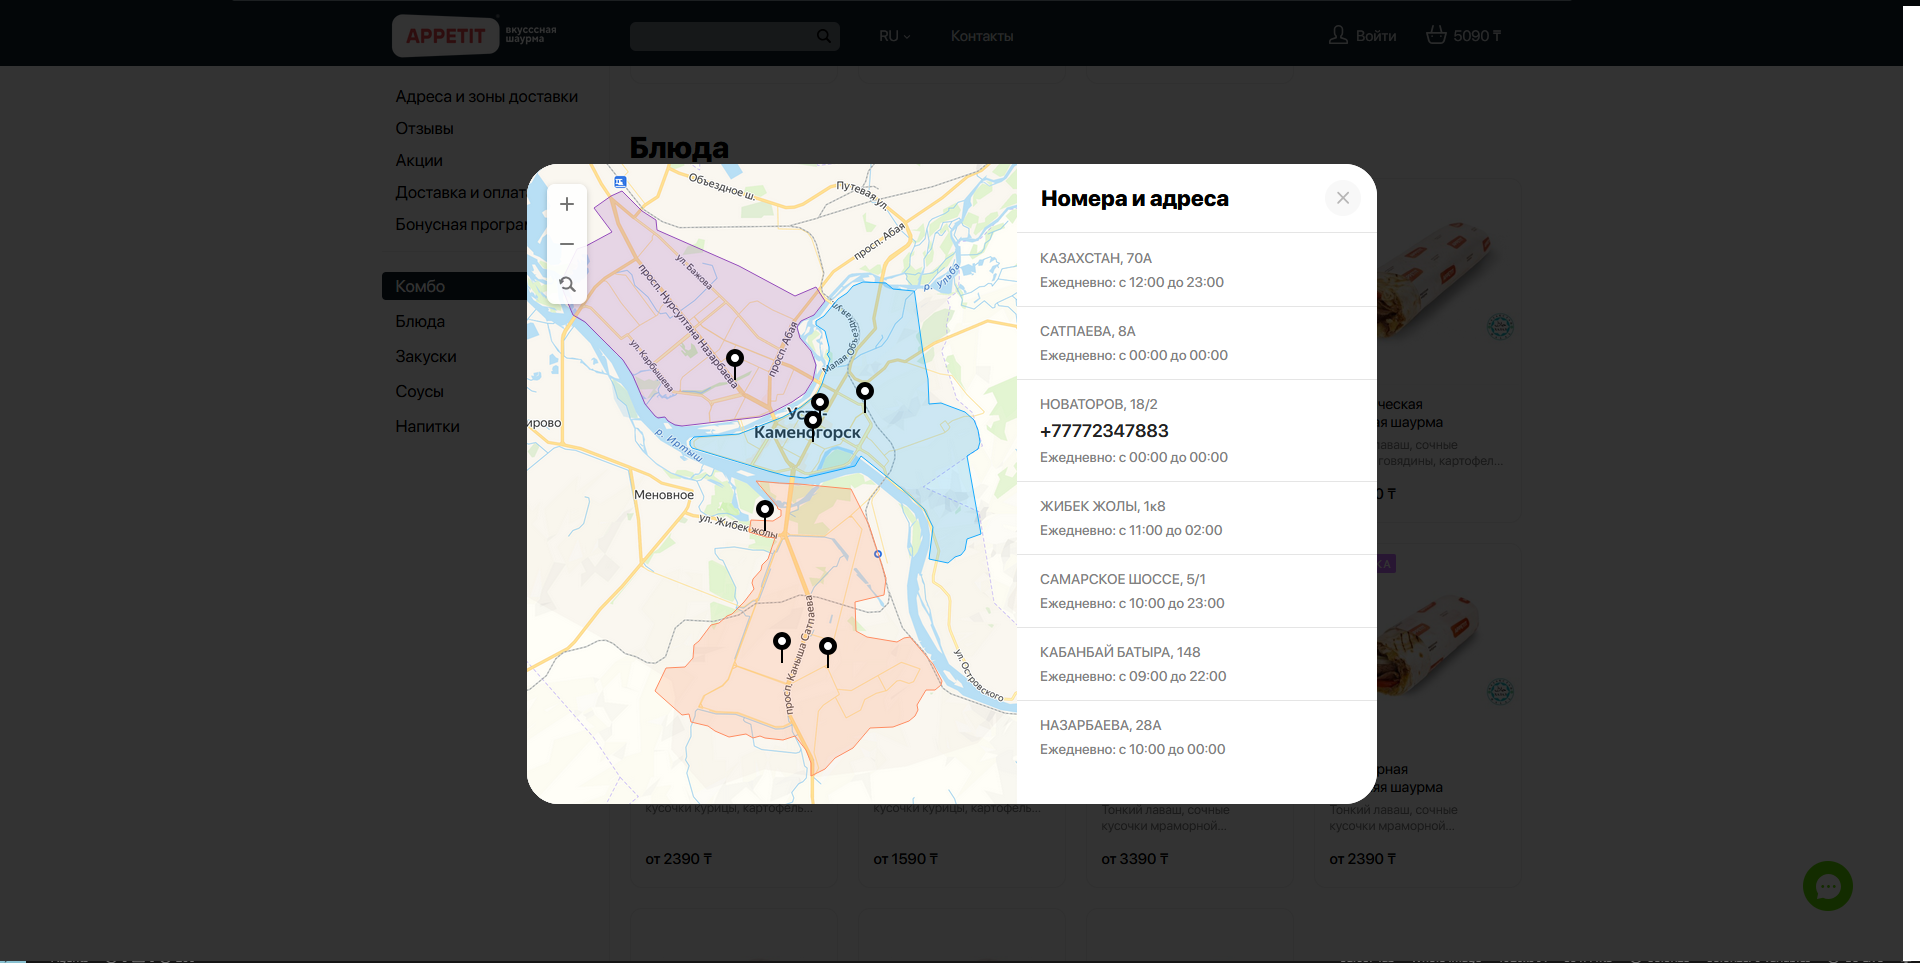 APPETIT
вкусссная
шаурма
RU
Контакты
Войти
5090 ₸
Адреса и зоны доставки
Отзывы
Акции
Доставка и оплат
Бонусная програм
Комбо
Блюда
Закуски
Соусы
Напитки
Блюда
Объездное ш.
Путевая ул.
просп. Абая
р. Ульба
ул. Бажова
просп. Нурсултана Назарбаева
просп. Абая
ул. Карбышева
Малая Объездная ул.
Усть-
Каменогорск
ирово
р. Иртыш
Меновное
ул. Жибек жолы
просп. Каныша Сатпаева
ул. Островского
Номера и адреса
КАЗАХСТАН, 70А
Ежедневно: с 12:00 до 23:00
САТПАЕВА, 8А
Ежедневно: с 00:00 до 00:00
НОВАТОРОВ, 18/2
+77772347883
Ежедневно: с 00:00 до 00:00
ЖИБЕК ЖОЛЫ, 1к8
Ежедневно: с 11:00 до 02:00
САМАРСКОЕ ШОССЕ, 5/1
Ежедневно: с 10:00 до 23:00
КАБАНБАЙ БАТЫРА, 148
Ежедневно: с 09:00 до 22:00
НАЗАРБАЕВА, 28А
Ежедневно: с 10:00 до 00:00
ческая
ая шаурма
лаваш, сочные
говядины, картофел...
0 ₸
КА
рная
яя шаурма
кусочки курицы, картофель...
кусочки курицы, картофель...
Тонкий лаваш, сочные
кусочки мраморной...
Тонкий лаваш, сочные
кусочки мраморной...
от 2390 ₸
от 1590 ₸
от 3390 ₸
от 2390 ₸